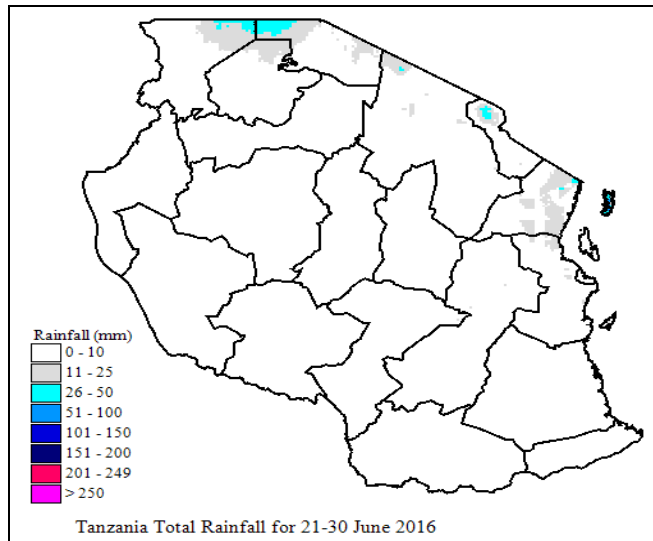 Rainfall (mm)
0 - 10
11 - 25
26 - 50
51 - 100
101 - 150
151 - 200
201 - 249
> 250
Tanzania Total Rainfall for 21-30 June 2016